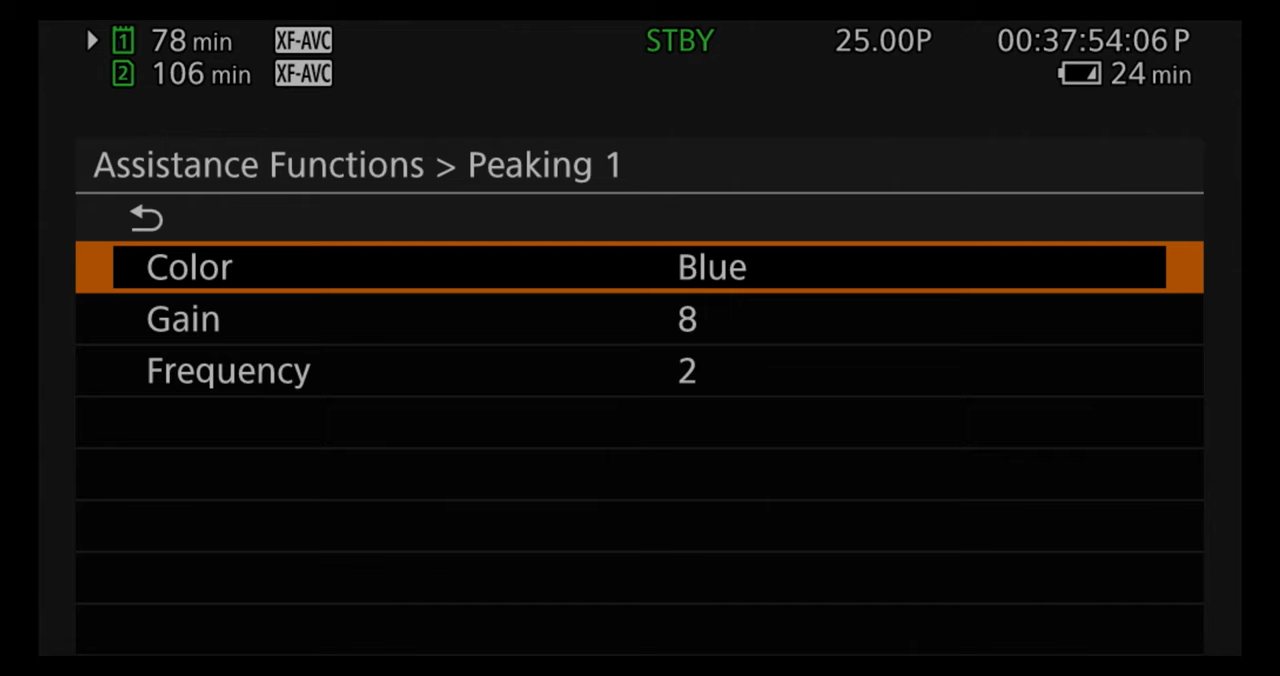 1 78 min XF-AVC STBY 25.00P 00:37:54:06 P
2 106 min XF-AVC 24 min
Assistance Functions > Peaking 1
Color Blue
Gain 8
Frequency 2